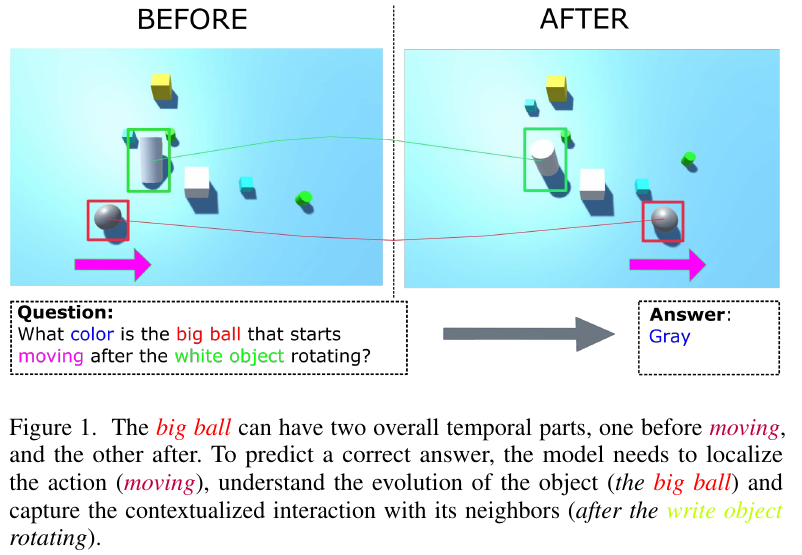 BEFORE
AFTER
Question:
What color is the big ball that starts
moving after the white object rotating?
Answer:
Gray
Figure 1. The big ball can have two overall temporal parts, one before moving,
and the other after. To predict a correct answer, the model needs to localize
the action (moving), understand the evolution of the object (the big ball) and
capture the contextualized interaction with its neighbors (after the write object
rotating).